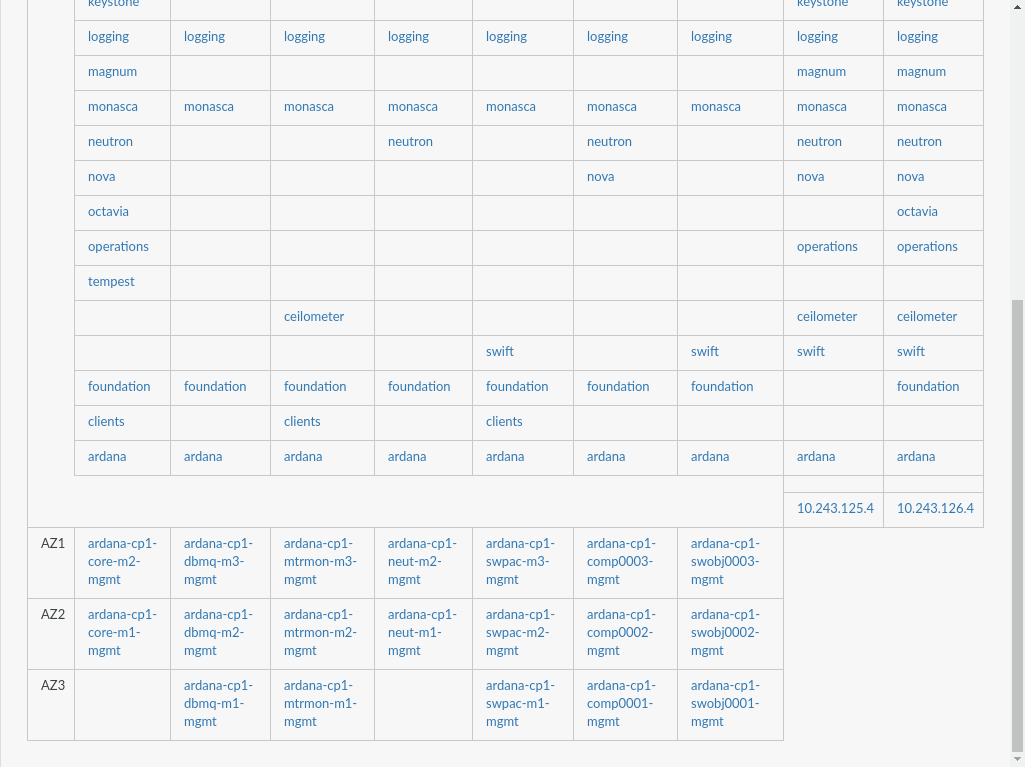 keystone keystone keystone
logging logging logging logging logging logging logging logging logging
magnum magnum magnum
monasca monasca monasca monasca monasca monasca monasca monasca monasca
neutron neutron neutron neutron neutron
nova nova nova nova
octavia octavia
operations operations operations
tempest
ceilometer ceilometer ceilometer
swift swift swift swift
foundation foundation foundation foundation foundation foundation foundation foundation
clients clients clients
ardana ardana ardana ardana ardana ardana ardana ardana ardana
10.243.125.4 10.243.126.4
AZ1 ardana-cp1- ardana-cp1- ardana-cp1- ardana-cp1- ardana-cp1- ardana-cp1- ardana-cp1-
core-m2- dbmq-m3- mtrmon-m3- neut-m2- swpac-m3- comp0003- swobj0003-
mgmt mgmt mgmt mgmt mgmt mgmt mgmt
AZ2 ardana-cp1- ardana-cp1- ardana-cp1- ardana-cp1- ardana-cp1- ardana-cp1- ardana-cp1-
core-m1- dbmq-m2- mtrmon-m2- neut-m1- swpac-m2- comp0002- swobj0002-
mgmt mgmt mgmt mgmt mgmt mgmt mgmt
AZ3 ardana-cp1- ardana-cp1- ardana-cp1- ardana-cp1- ardana-cp1-
dbmq-m1- mtrmon-m1- swpac-m1- comp0001- swobj0001-
mgmt mgmt mgmt mgmt mgmt